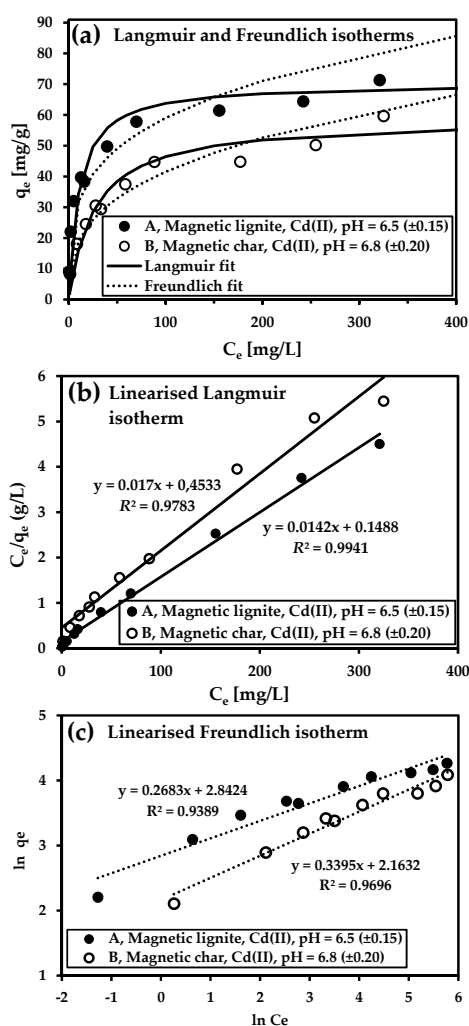 (a) Langmuir and Freundlich isotherms
qe [mg/g]
90
80
70
60
50
40
30
20
10
0
A, Magnetic lignite, Cd(II), pH = 6.5 (±0.15)
B, Magnetic char, Cd(II), pH = 6.8 (±0.20)
Langmuir fit
Freundlich fit
0 100 200 300 400
Ce [mg/L]
(b) Linearised Langmuir
isotherm
Ce/qe (g/L)
6
5
4
3
2
1
0
y = 0.017x + 0,4533
R² = 0.9783
y = 0.0142x + 0.1488
R² = 0.9941
A, Magnetic lignite, Cd(II), pH = 6.5 (±0.15)
B, Magnetic char, Cd(II), pH = 6.8 (±0.20)
0 100 200 300 400
Ce [mg/L]
(c) Linearised Freundlich isotherm
ln qe
5
4
3
2
1
y = 0.2683x + 2.8424
R² = 0.9389
y = 0.3395x + 2.1632
R² = 0.9696
A, Magnetic lignite, Cd(II), pH = 6.5 (±0.15)
B, Magnetic char, Cd(II), pH = 6.8 (±0.20)
-2 -1 0 1 2 3 4 5 6
ln Ce